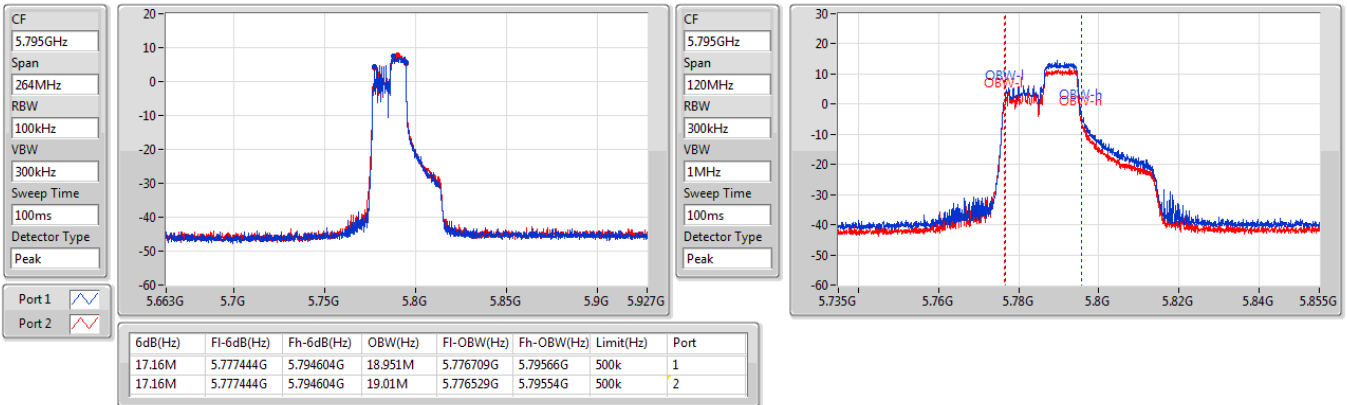 CF
5.795GHz
Span
264MHz
RBW
100kHz
VBW
300kHz
Sweep Time
100ms
Detector Type
Peak
Port 1
Port 2
20
10
0
-10
-20
-30
-40
-50
-60
5.663G 5.7G 5.75G 5.8G 5.85G 5.9G 5.927G
CF
5.795GHz
Span
120MHz
RBW
300kHz
VBW
1MHz
Sweep Time
100ms
Detector Type
Peak
30
20
10
0
-10
-20
-30
-40
-50
-60
OBW-l
OBW-l
OBW-h
OBW-h
5.735G 5.76G 5.78G 5.8G 5.82G 5.84G 5.855G
6dB(Hz) Fl-6dB(Hz) Fh-6dB(Hz) OBW(Hz) Fl-OBW(Hz) Fh-OBW(Hz) Limit(Hz) Port
17.16M 5.777444G 5.794604G 18.951M 5.776709G 5.79566G 500k 1
17.16M 5.777444G 5.794604G 19.01M 5.776529G 5.79554G 500k 2